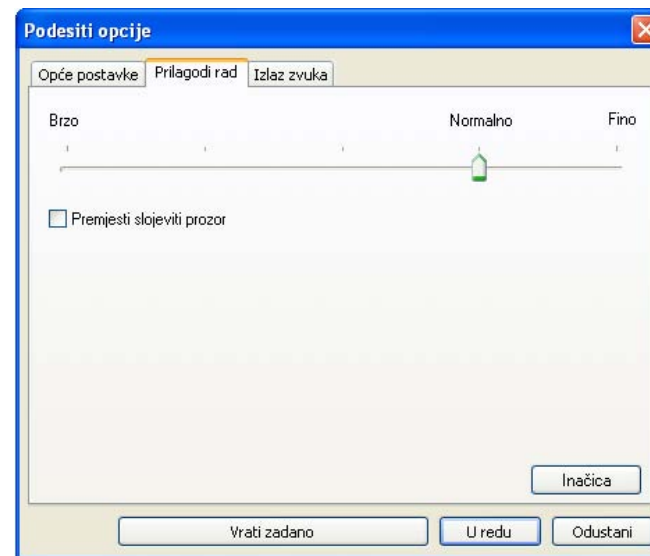 Podesiti opcije
Opće postavke Prilagodi rad Izlaz zvuka
Brzo Normalno Fino
Premjesti slojeviti prozor
Inačica
Vrati zadano U redu Odustani